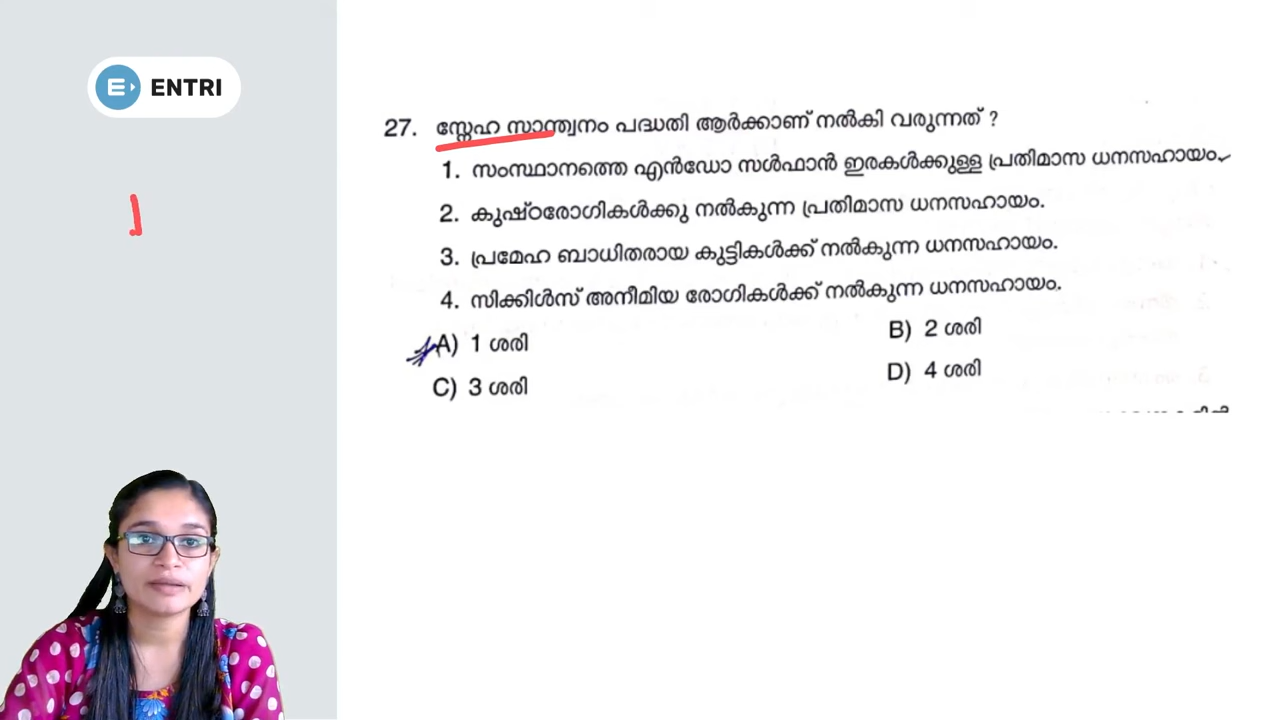 ENTRI
27. സ്നേഹ സാന്ത്വനം പദ്ധതി ആർക്കാണ് നൽകി വരുന്നത് ?
1. സംസ്ഥാനത്തെ എൻഡോ സൾഫാൻ ഇരകൾക്കുള്ള പ്രതിമാസ ധനസഹായം.
2. കുഷ്ഠരോഗികൾക്കു നൽകുന്ന പ്രതിമാസ ധനസഹായം.
3. പ്രമേഹ ബാധിതരായ കുട്ടികൾക്ക് നൽകുന്ന ധനസഹായം.
4. സിക്കിൾസ് അനീമിയ രോഗികൾക്ക് നൽകുന്ന ധനസഹായം.
A) 1 ശരി B) 2 ശരി
C) 3 ശരി D) 4 ശരി